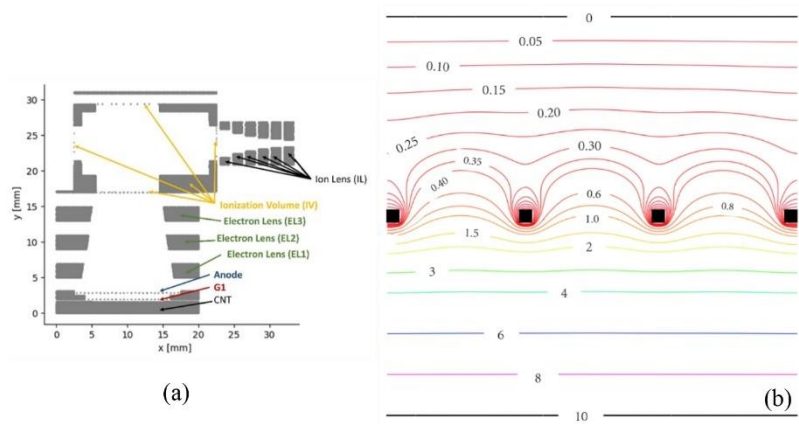 30
25
20
15
10
5
0
y [mm]
0 5 10 15 20 25 30
x [mm]
Ion Lens (IL)
Ionization Volume (IV)
Electron Lens (EL3)
Electron Lens (EL2)
Electron Lens (EL1)
Anode
G1
CNT
(a)
0
0.05
0.10
0.15
0.20
0.25
0.30
0.35
0.40
0.6
0.8
1.0
1.5
2
3
4
6
8
10
(b)